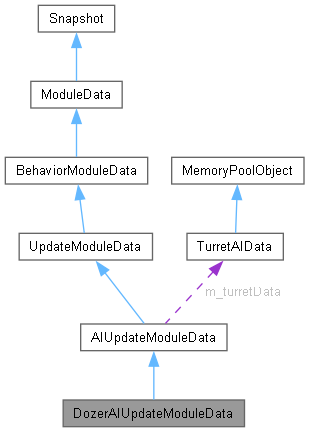 Snapshot
ModuleData
BehaviorModuleData
MemoryPoolObject
UpdateModuleData
TurretAIData
m_turretData
AIUpdateModuleData
DozerAIUpdateModuleData